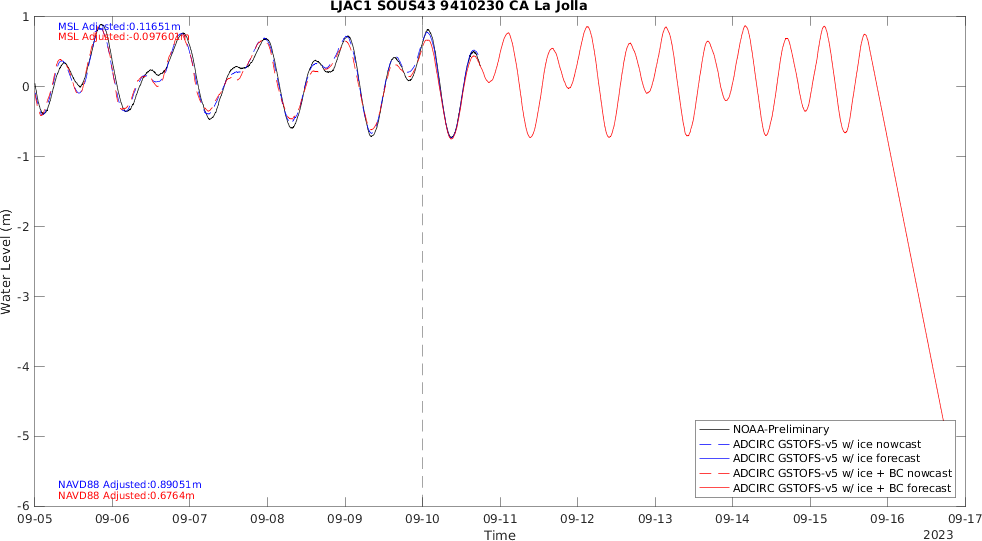 LJAC1 SOUS43 9410230 CA La Jolla
MSL Adjusted:0.11651m
MSL Adjusted:-0.097603m
1
0
-1
-2
-3
-4
-5
-6
Water Level (m)
NOAA-Preliminary
ADCIRC GSTOFS-v5 w/ ice nowcast
ADCIRC GSTOFS-v5 w/ ice forecast
ADCIRC GSTOFS-v5 w/ ice + BC nowcast
ADCIRC GSTOFS-v5 w/ ice + BC forecast
NAVD88 Adjusted:0.89051m
NAVD88 Adjusted:0.6764m
09-05 09-06 09-07 09-08 09-09 09-10 09-11 09-12 09-13 09-14 09-15 09-16 09-17
Time
2023